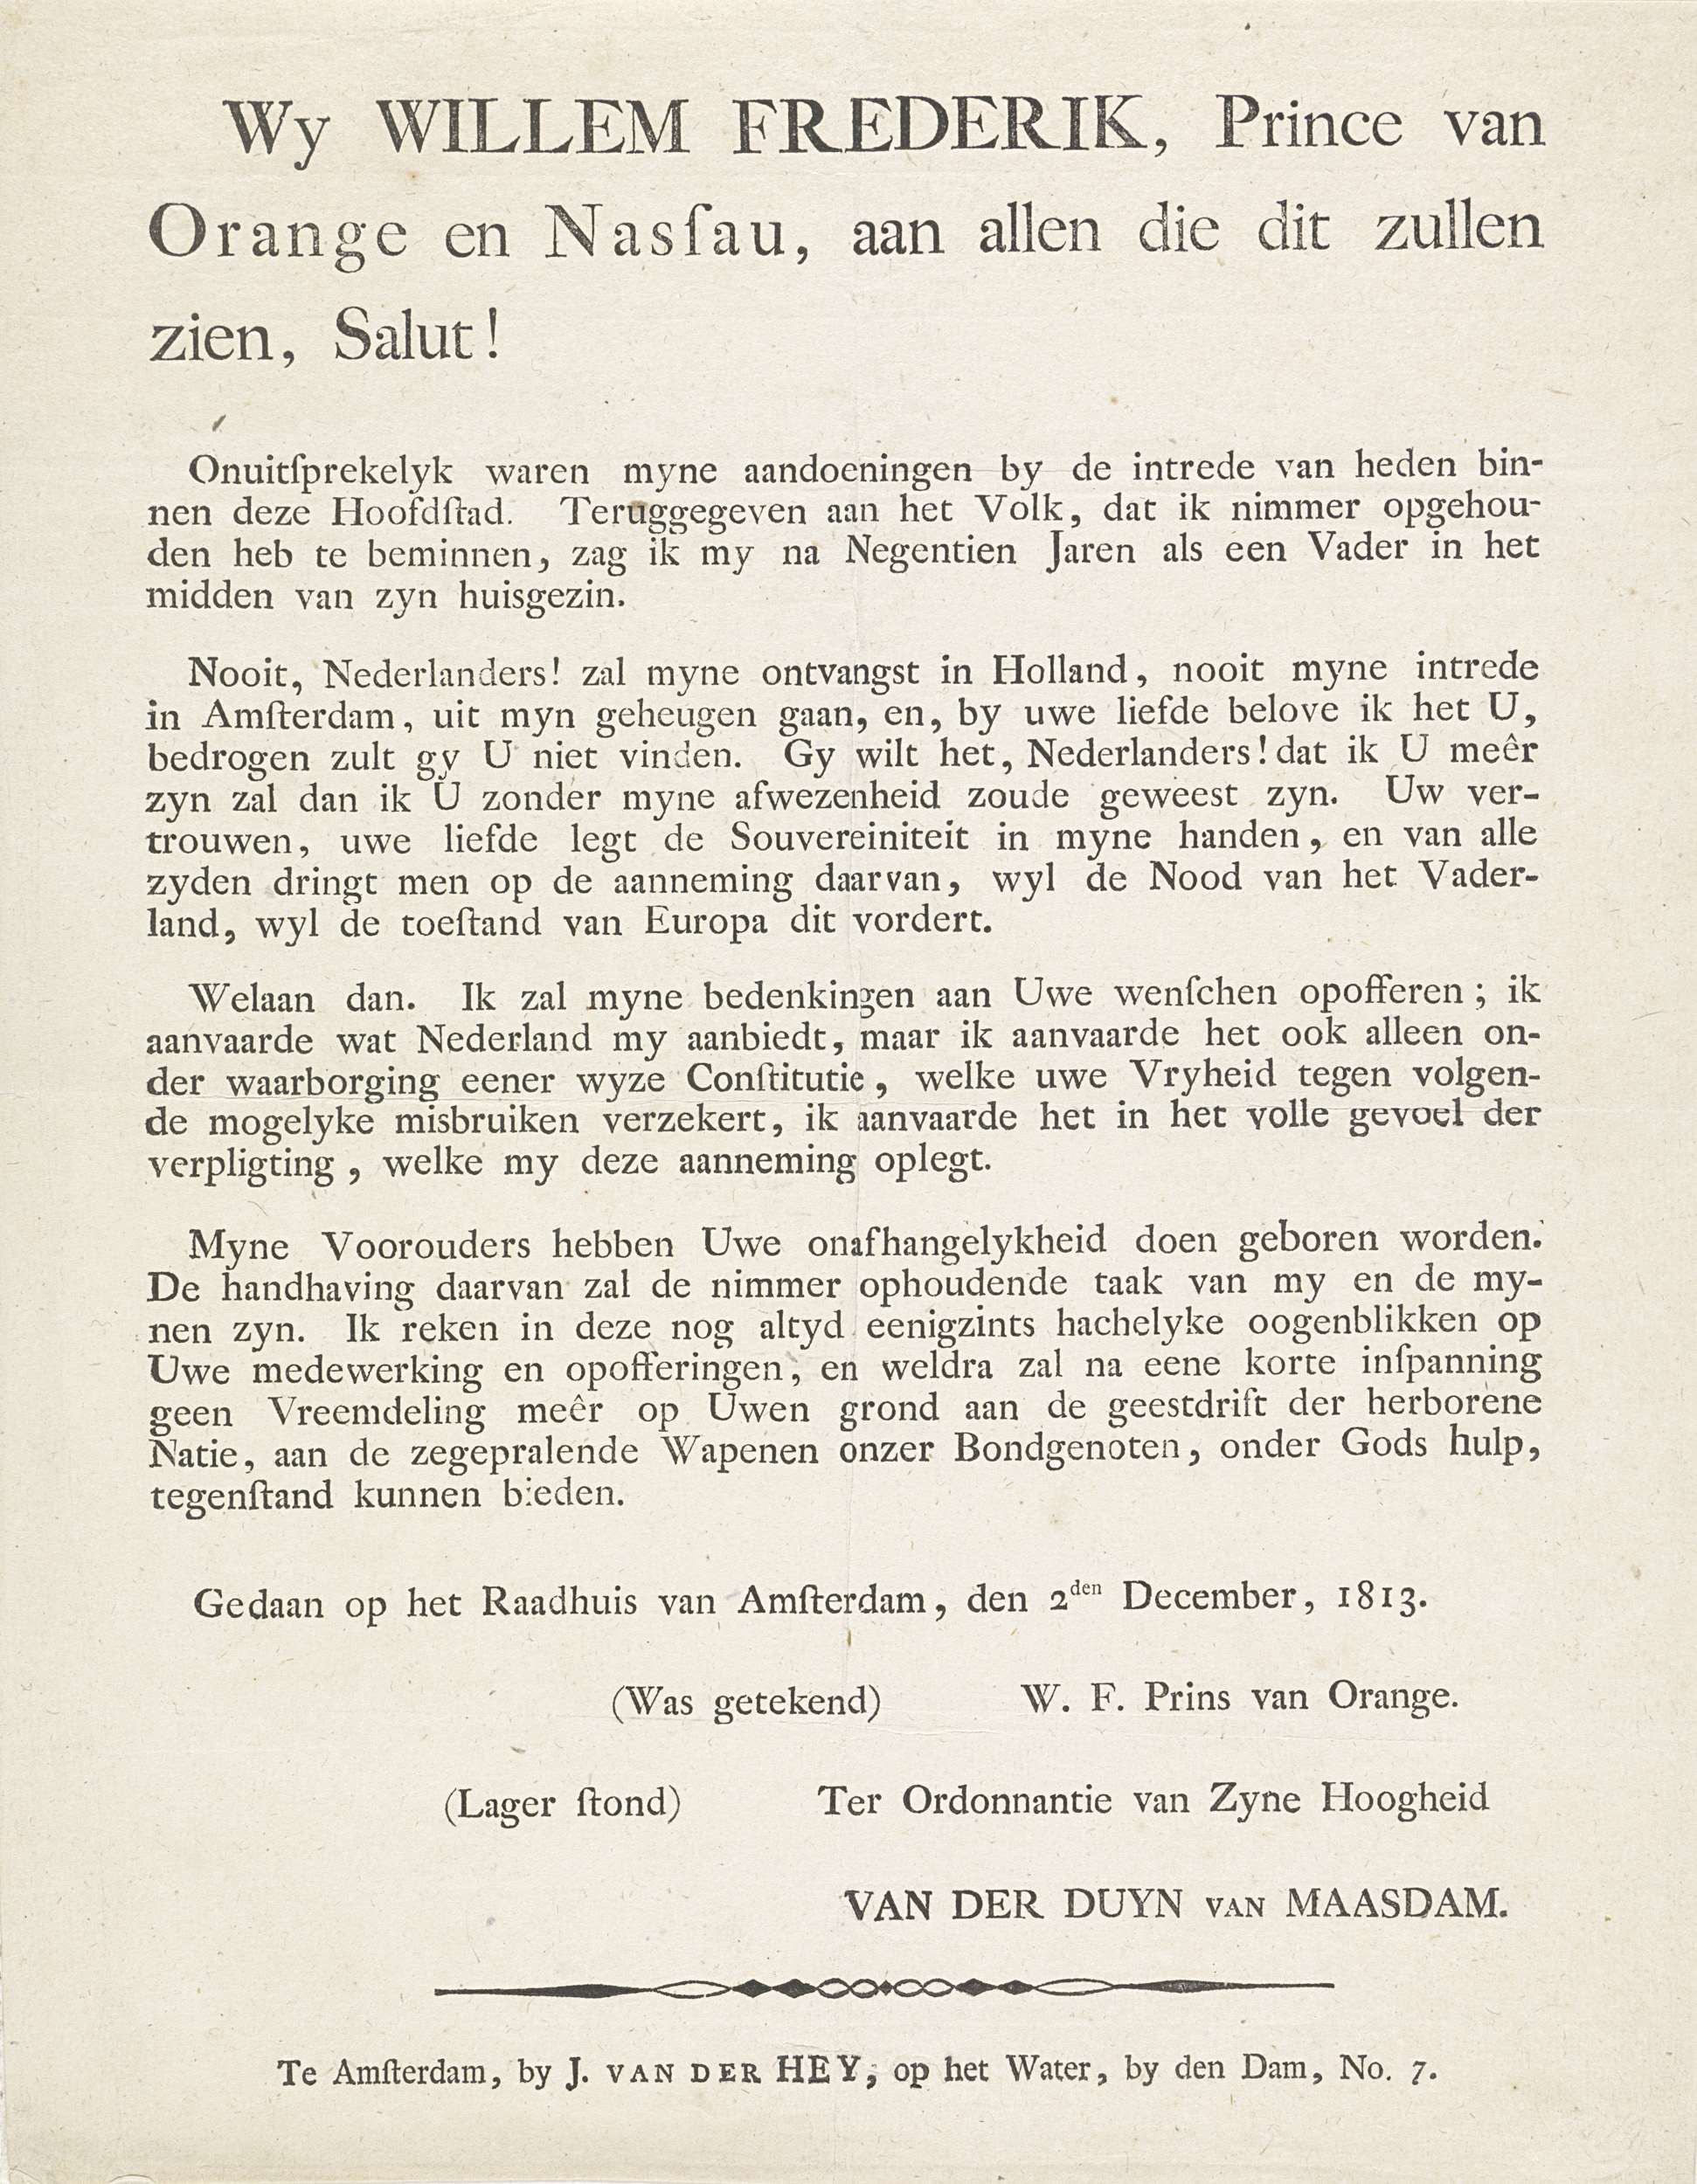 Wy WILLEM FREDERIK, Prince van
Orange en Nasſau, aan allen die dit zullen
zien, Salut!
Onuitſprekelyk waren myne aandoeningen by de intrede van heden bin-
nen deze Hoofdſtad. Teruggegeven aan het Volk, dat ik nimmer opgehou-
den heb te beminnen, zag ik my na Negentien Jaren als een Vader in het
midden van zyn huisgezin.
Nooit, Nederlanders! zal myne ontvangst in Holland, nooit myne intrede
in Amſterdam, uit myn geheugen gaan, en, by uwe liefde belove ik het U,
bedrogen zult gy U niet vinden. Gy wilt het, Nederlanders! dat ik U meêr
zyn zal dan ik U zonder myne afwezenheid zoude geweest zyn. Uw ver-
trouwen, uwe liefde legt de Souvereiniteit in myne handen, en van alle
zyden dringt men op de aanneming daarvan, wyl de Nood van het Vader-
land, wyl de toeſtand van Europa dit vordert.
Welaan dan. Ik zal myne bedenkingen aan Uwe wenſchen opofferen; ik
aanvaarde wat Nederland my aanbiedt, maar ik aanvaarde het ook alleen on-
der waarborging eener wyze Conſtitutie, welke uwe Vryheid tegen volgen-
de mogelyke misbruiken verzekert, ik aanvaarde het in het volle gevoel der
verpligting, welke my deze aanneming oplegt.
Myne Voorouders hebben Uwe onafhangelykheid doen geboren worden.
De handhaving daarvan zal de nimmer ophoudende taak van my en de my-
nen zyn. Ik reken in deze nog altyd eenigzints hachelyke oogenblikken op
Uwe medewerking en opofferingen, en weldra zal na eene korte inſpanning
geen Vreemdeling meêr op Uwen grond aan de geestdrift der herborene
Natie, aan de zegepralende Wapenen onzer Bondgenoten, onder Gods hulp,
tegenſtand kunnen bieden.
Gedaan op het Raadhuis van Amſterdam, den 2den December, 1813.
(Was getekend) W. F. Prins van Orange.
(Lager ſtond) Ter Ordonnantie van Zyne Hoogheid
VAN DER DUYN VAN MAASDAM.
Te Amſterdam, by J. VAN DER HEY, op het Water, by den Dam, No. 7.